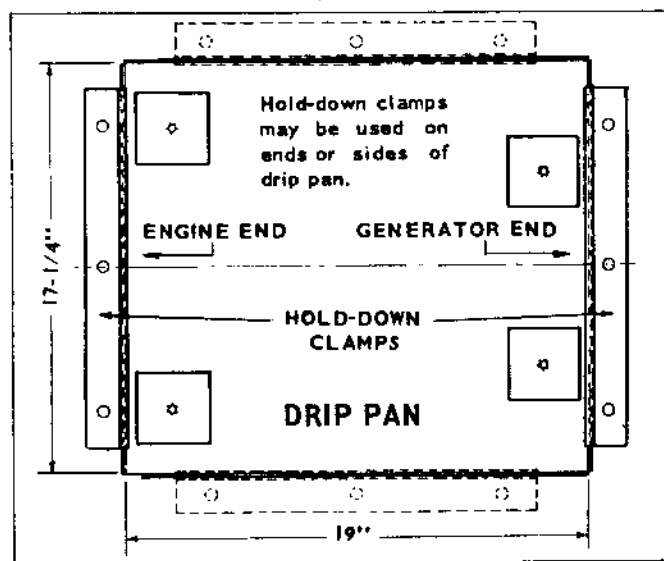 Hold-down clamps
may be used on
ends or sides of
drip pan.
ENGINE END
GENERATOR END
17-1/4"
HOLD-DOWN
CLAMPS
DRIP PAN
19"